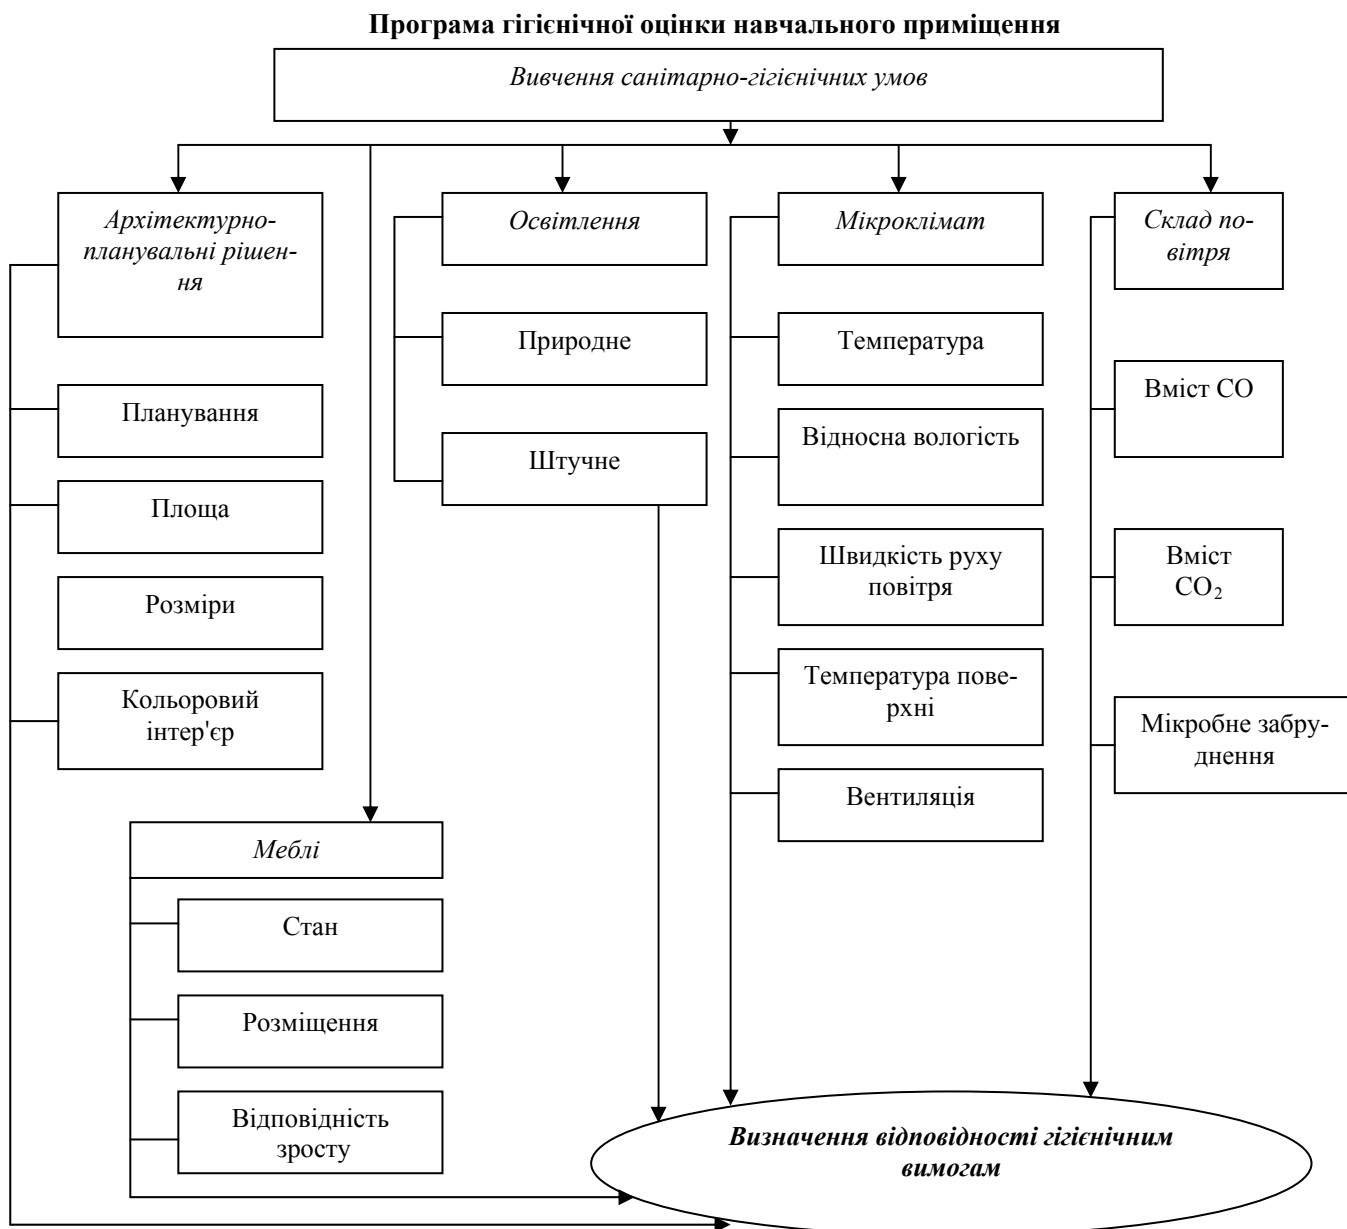 Програма гігієнічної оцінки навчального приміщення
Вивчення санітарно-гігієнічних умов
Архітектурно-
планувальні рішен-
ня
Планування
Площа
Розміри
Кольоровий
інтер'єр
Меблі
Стан
Розміщення
Відповідність
зросту
Освітлення
Природне
Штучне
Мікроклімат
Температура
Відносна вологість
Швидкість руху
повітря
Температура пове-
рхні
Вентиляція
Склад по-
вітря
Вміст СО
Вміст
СО₂
Мікробне забру-
днення
Визначення відповідності гігієнічним
вимогам